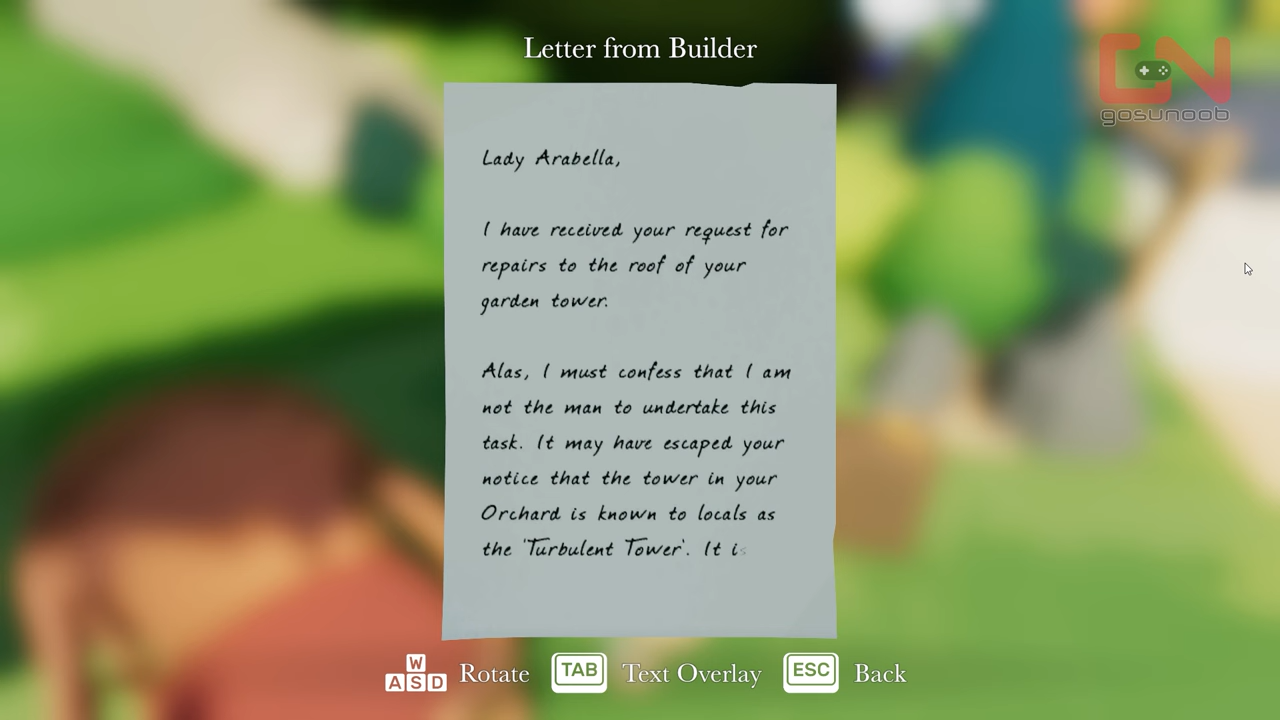 Letter from Builder
GN
gosunoob
Lady Arabella,
I have received your request for
repairs to the roof of your
garden tower.
Alas, I must confess that I am
not the man to undertake this
task. It may have escaped your
notice that the tower in your
Orchard is known to locals as
the 'Turbulent Tower'. It is
W
A S D Rotate TAB Text Overlay ESC Back